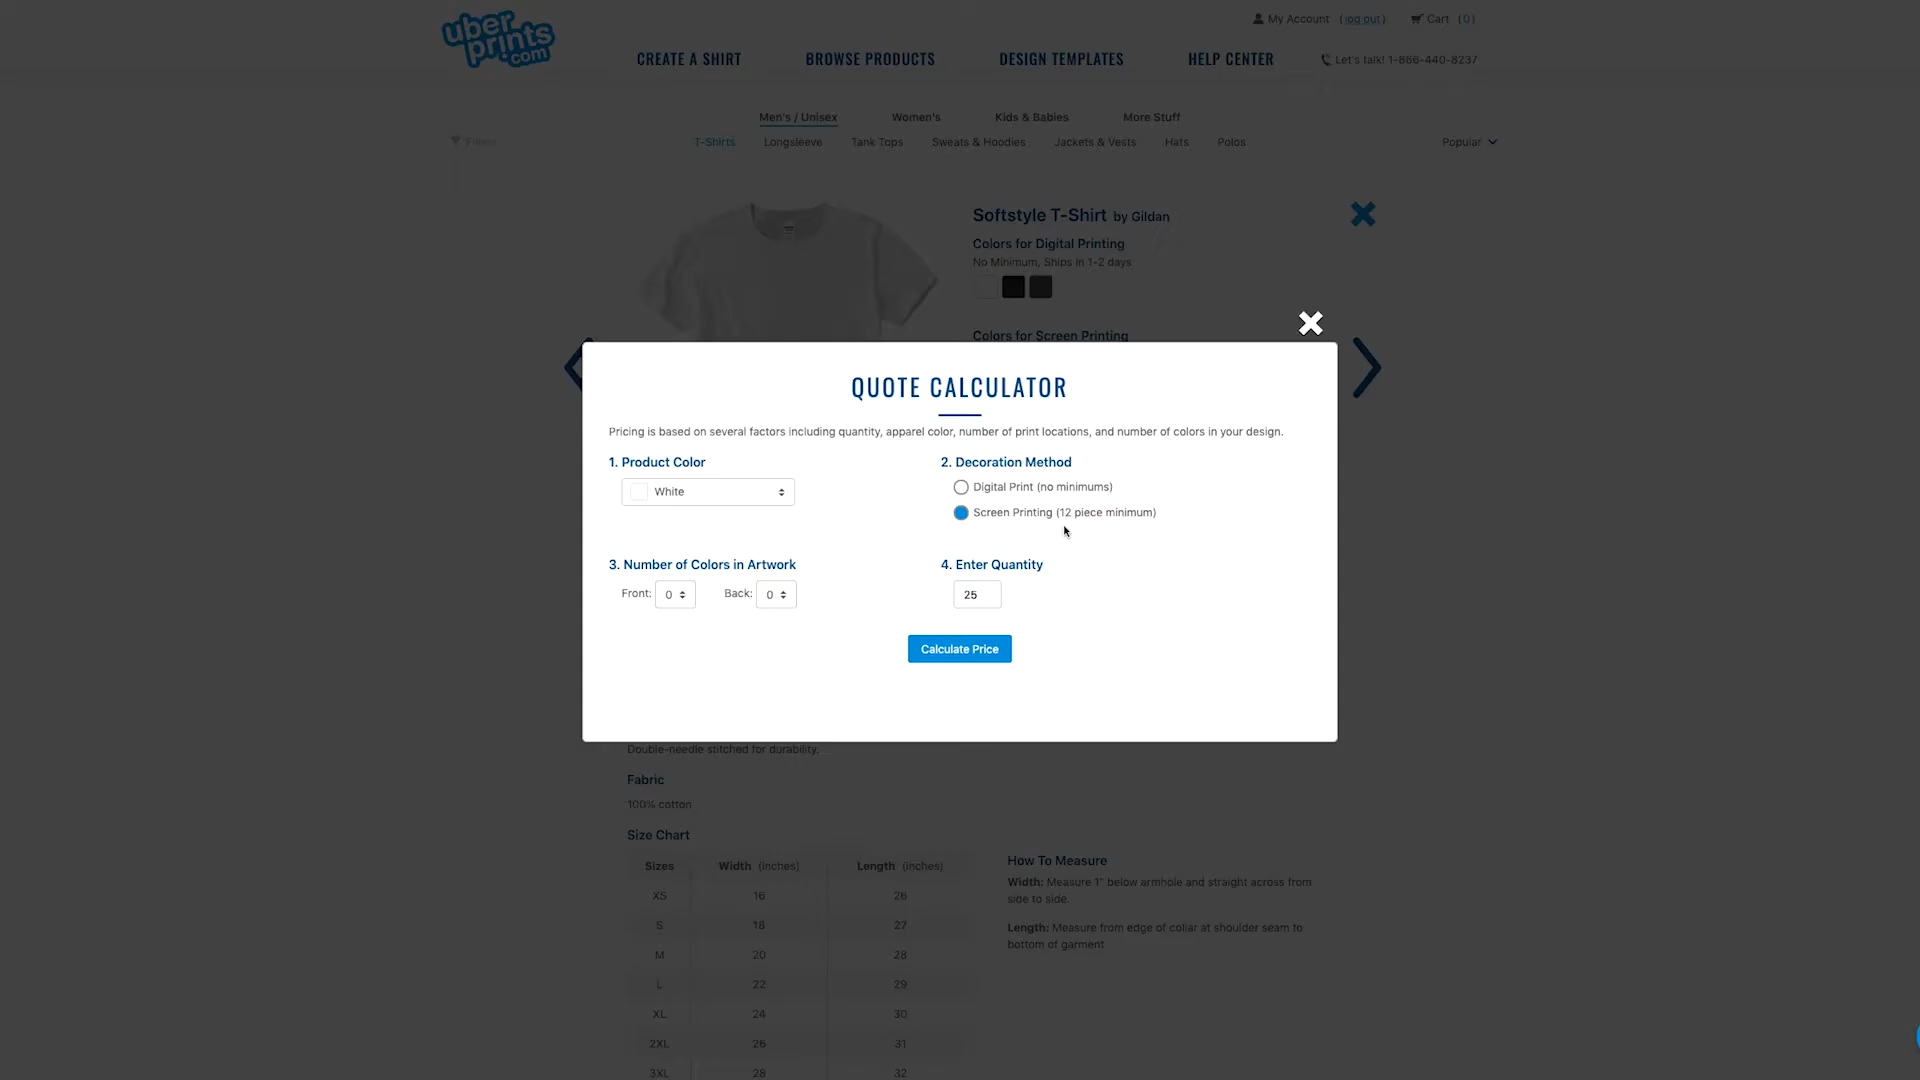 uber
prints
.com
My Account (log out) Cart (0)
CREATE A SHIRT BROWSE PRODUCTS DESIGN TEMPLATES HELP CENTER Let's talk! 1-866-440-8237
Men's / Unisex Women's Kids & Babies More Stuff
Filters T-Shirts Longsleeve Tank Tops Sweats & Hoodies Jackets & Vests Hats Polos Popular
Softstyle T-Shirt by Gildan
Colors for Digital Printing
No Minimum, Ships in 1-2 days
Colors for Screen Printing
QUOTE CALCULATOR
Pricing is based on several factors including quantity, apparel color, number of print locations, and number of colors in your design.
1. Product Color 2. Decoration Method
White Digital Print (no minimums)
Screen Printing (12 piece minimum)
3. Number of Colors in Artwork 4. Enter Quantity
Front: 0 Back: 0 25
Calculate Price
Double-needle stitched for durability.
Fabric
100% cotton
Size Chart
Sizes Width (inches) Length (inches)
XS 16 26
S 18 27
M 20 28
L 22 29
XL 24 30
2XL 26 31
3XL 28 32
How To Measure
Width: Measure 1" below armhole and straight across from
side to side.
Length: Measure from edge of collar at shoulder seam to
bottom of garment